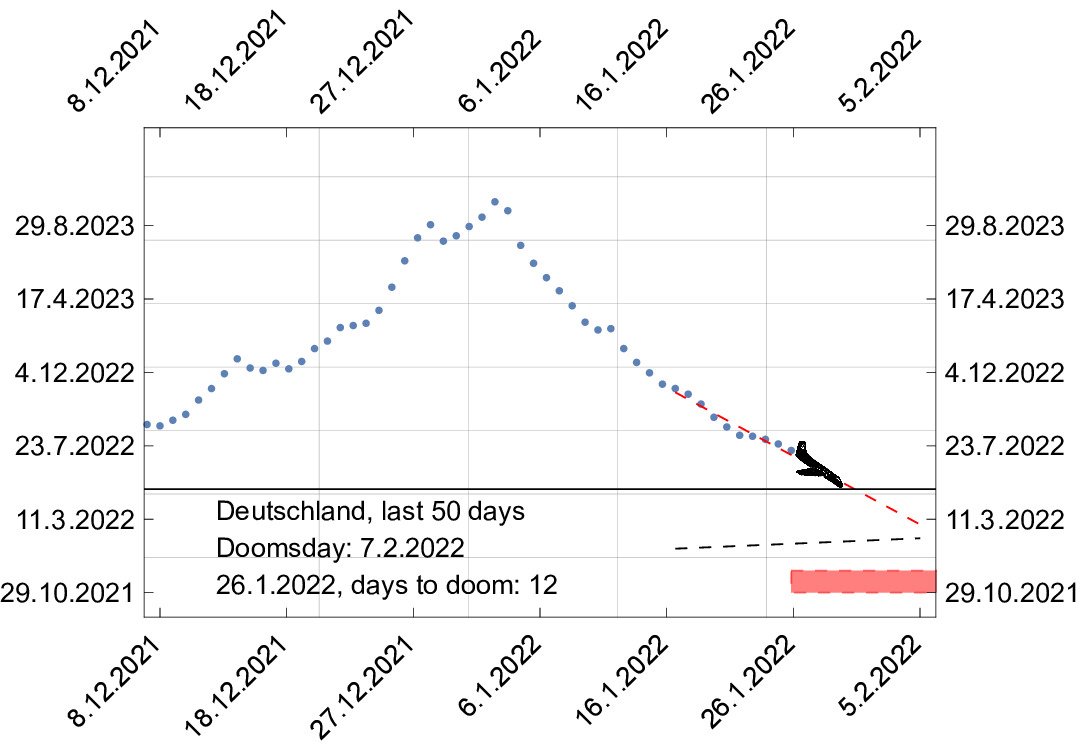 8.12.2021 18.12.2021 27.12.2021 6.1.2022 16.1.2022 26.1.2022 5.2.2022
29.8.2023 29.8.2023
17.4.2023 17.4.2023
4.12.2022 4.12.2022
23.7.2022 23.7.2022
Deutschland, last 50 days
11.3.2022 11.3.2022
Doomsday: 7.2.2022
26.1.2022, days to doom: 12
29.10.2021 29.10.2021
8.12.2021 18.12.2021 27.12.2021 6.1.2022 16.1.2022 26.1.2022 5.2.2022